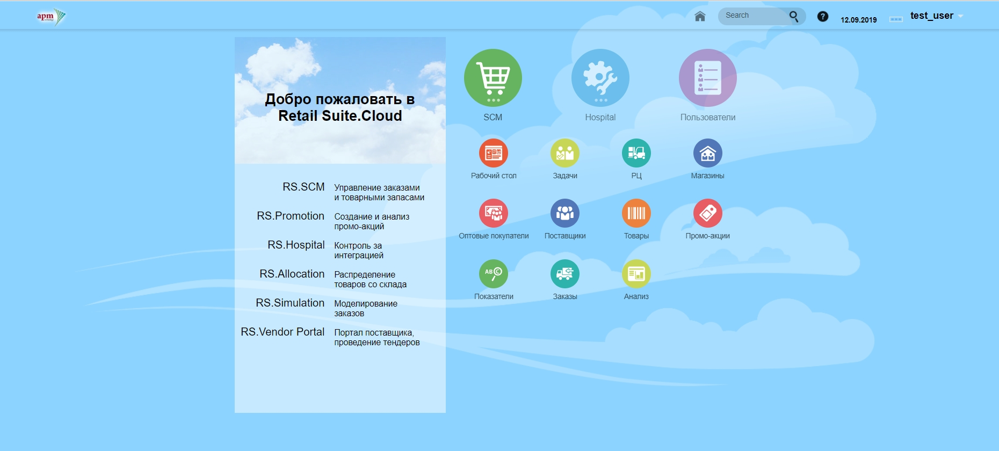 apm
technology
Search
?
12.09.2019
test_user
Добро пожаловать в
Retail Suite.Cloud
RS.SCM
Управление заказами
и товарными запасами
RS.Promotion
Создание и анализ
промо-акций
RS.Hospital
Контроль за
интеграцией
RS.Allocation
Распределение
товаров со склада
RS.Simulation
Моделирование
заказов
RS.Vendor Portal
Портал поставщика,
проведение тендеров
SCM
Hospital
Пользователи
Рабочий стол
Задачи
РЦ
Магазины
Оптовые покупатели
Поставщики
Товары
Промо-акции
ABC
Показатели
Заказы
Анализ